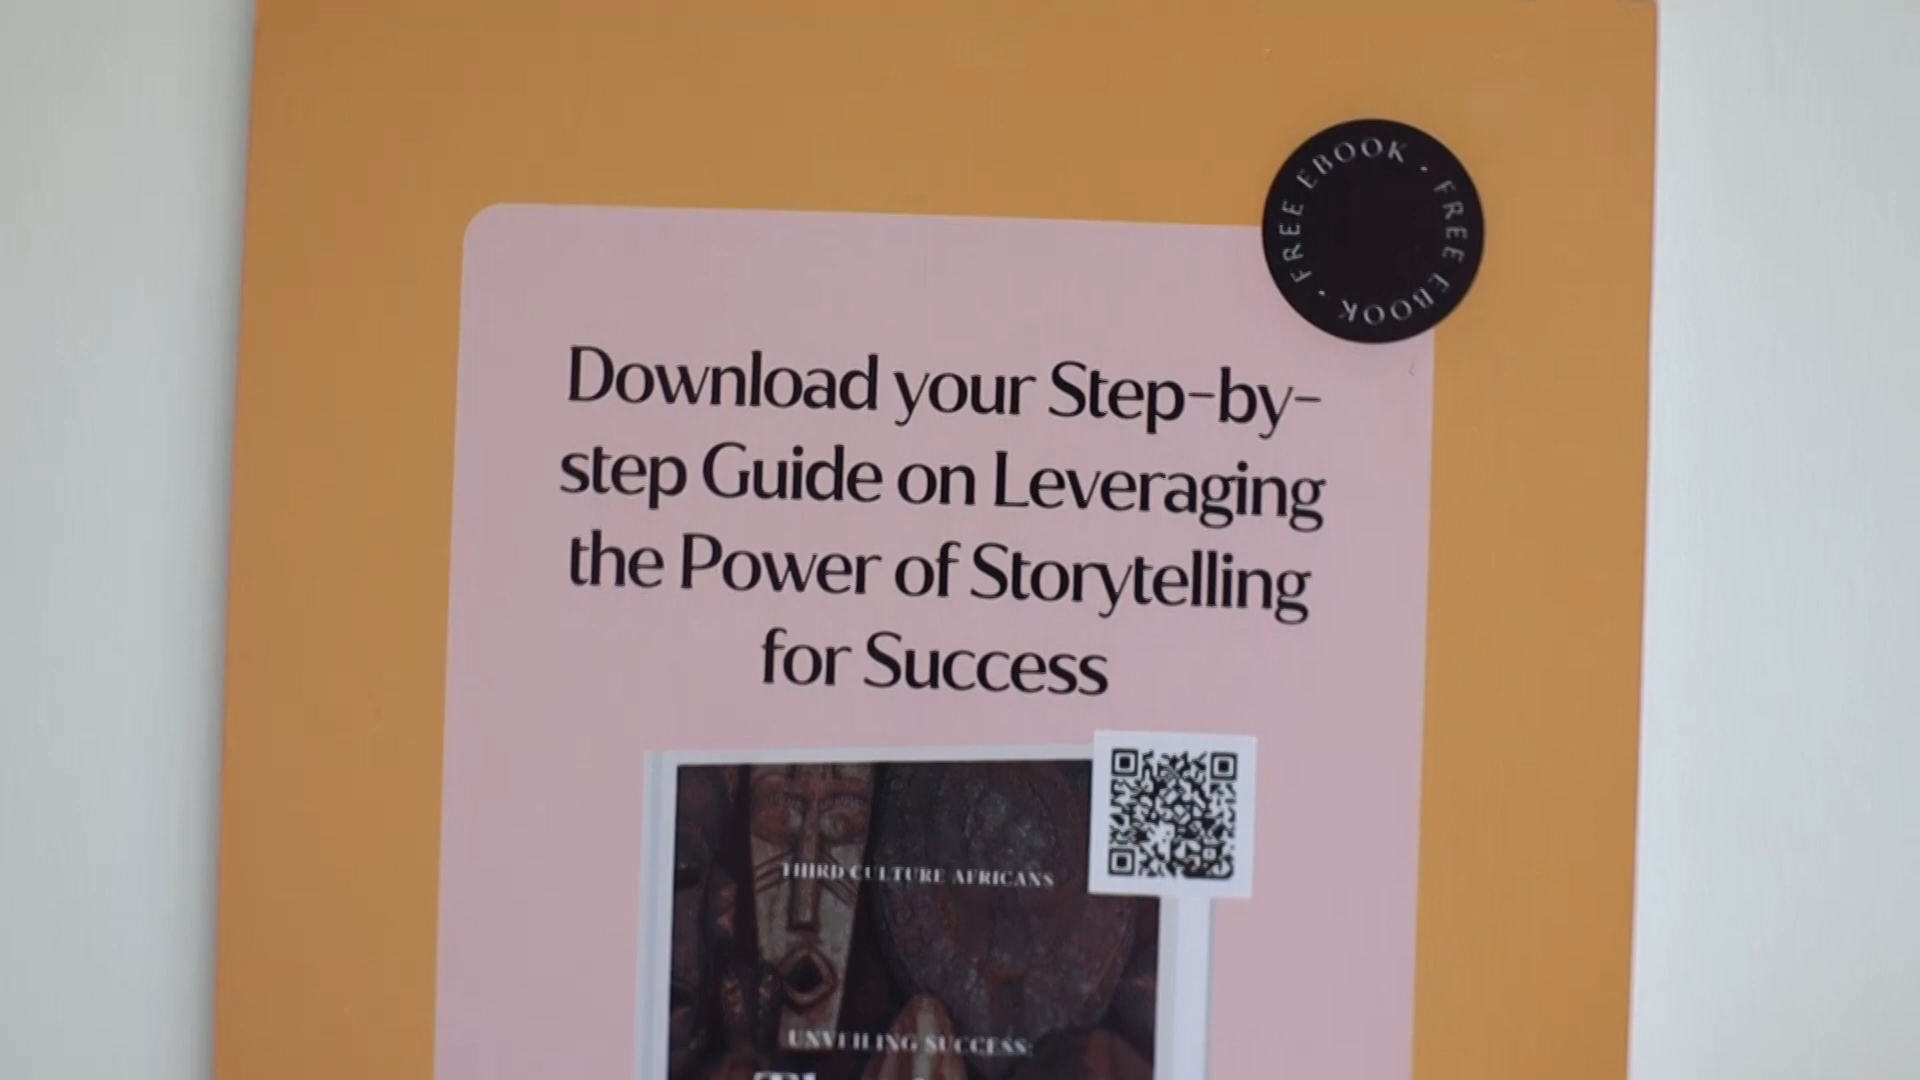 FREE EBOOK · FREE EBOOK ·
Download your Step-by-
step Guide on Leveraging
the Power of Storytelling
for Success
THIRD CULTURE AFRICANS
UNVEILING SUCCESS: